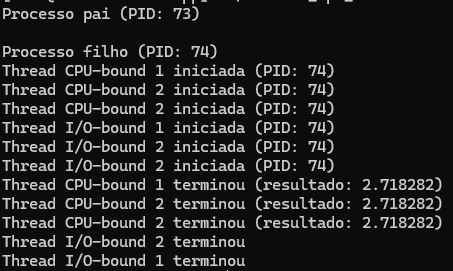 Processo pai (PID: 73)
Processo filho (PID: 74)
Thread CPU-bound 1 iniciada (PID: 74)
Thread CPU-bound 2 iniciada (PID: 74)
Thread CPU-bound 2 iniciada (PID: 74)
Thread I/O-bound 1 iniciada (PID: 74)
Thread I/O-bound 2 iniciada (PID: 74)
Thread I/O-bound 2 iniciada (PID: 74)
Thread CPU-bound 1 terminou (resultado: 2.718282)
Thread CPU-bound 2 terminou (resultado: 2.718282)
Thread CPU-bound 2 terminou (resultado: 2.718282)
Thread I/O-bound 2 terminou
Thread I/O-bound 1 terminou